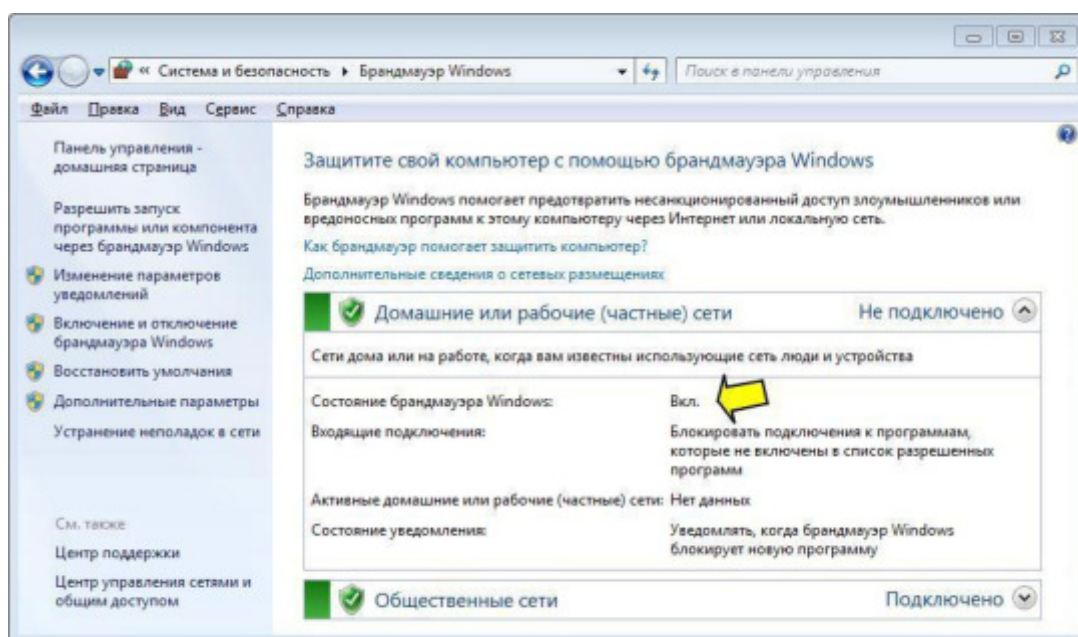 « Система и безопасность ▸ Брандмауэр Windows
Поиск в панели управления
Файл Правка Вид Сервис Справка
Панель управления -
домашняя страница
Разрешить запуск
программы или компонента
через брандмауэр Windows
Изменение параметров
уведомлений
Включение и отключение
брандмауэра Windows
Восстановить умолчания
Дополнительные параметры
Устранение неполадок в сети
См. также
Центр поддержки
Центр управления сетями и
общим доступом
Защитите свой компьютер с помощью брандмауэра Windows
Брандмауэр Windows помогает предотвратить несанкционированный доступ злоумышленников или
вредоносных программ к этому компьютеру через Интернет или локальную сеть.
Как брандмауэр помогает защитить компьютер?
Дополнительные сведения о сетевых размещениях
Домашние или рабочие (частные) сети Не подключено
Сети дома или на работе, когда вам известны использующие сеть люди и устройства
Состояние брандмауэра Windows: Вкл.
Входящие подключения: Блокировать подключения к программам,
которые не включены в список разрешенных
программ
Активные домашние или рабочие (частные) сети: Нет данных
Состояние уведомления: Уведомлять, когда брандмауэр Windows
блокирует новую программу
Общественные сети Подключено